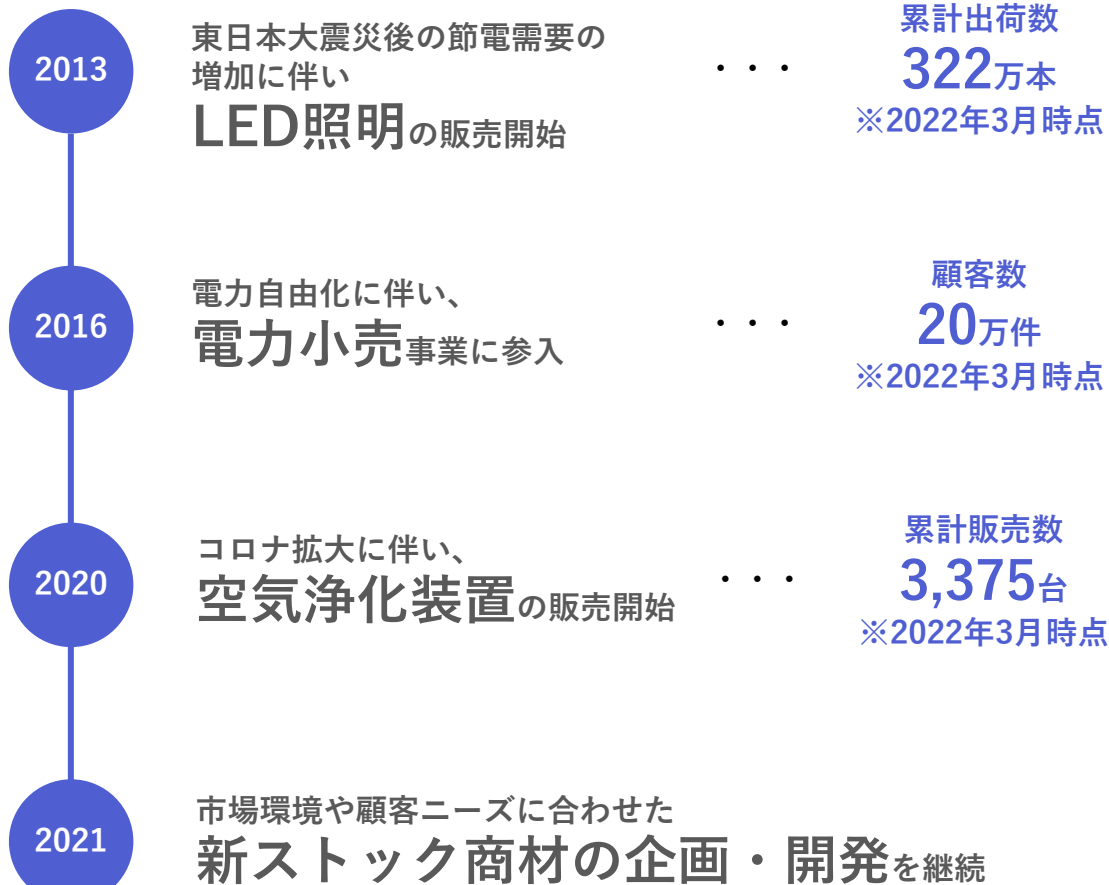 2013
東日本大震災後の節電需要の
増加に伴い
LED照明の販売開始
・・・
累計出荷数
322万本
※2022年3月時点
2016
電力自由化に伴い、
電力小売事業に参入
・・・
顧客数
20万件
※2022年3月時点
2020
コロナ拡大に伴い、
空気浄化装置の販売開始
・・・
累計販売数
3,375台
※2022年3月時点
2021
市場環境や顧客ニーズに合わせた
新ストック商材の企画・開発を継続